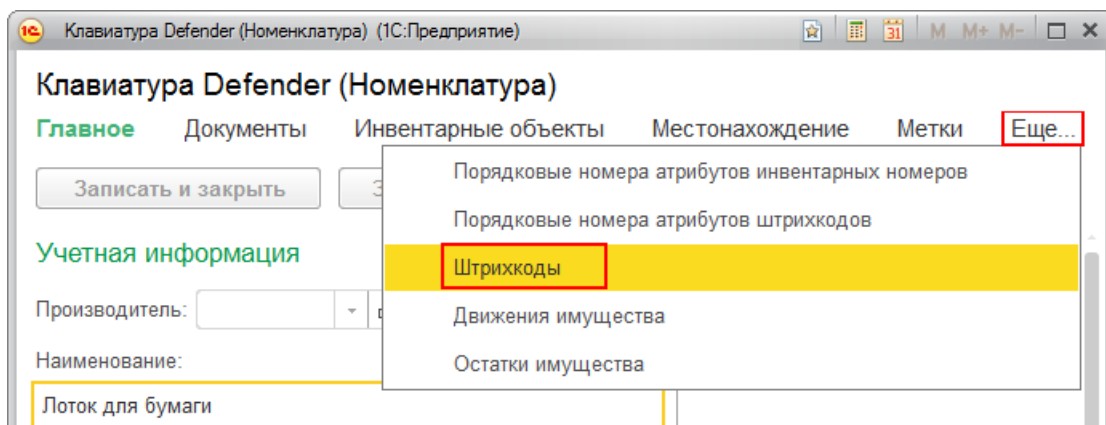 1С Клавиатура Defender (Номенклатура) (1С:Предприятие) 31 M M+ M-
Клавиатура Defender (Номенклатура)
Главное Документы Инвентарные объекты Местонахождение Метки Еще...
Записать и закрыть З
Порядковые номера атрибутов инвентарных номеров
Порядковые номера атрибутов штрихкодов
Учетная информация
Штрихкоды
Производитель:
Движения имущества
Наименование:
Остатки имущества
Лоток для бумаги